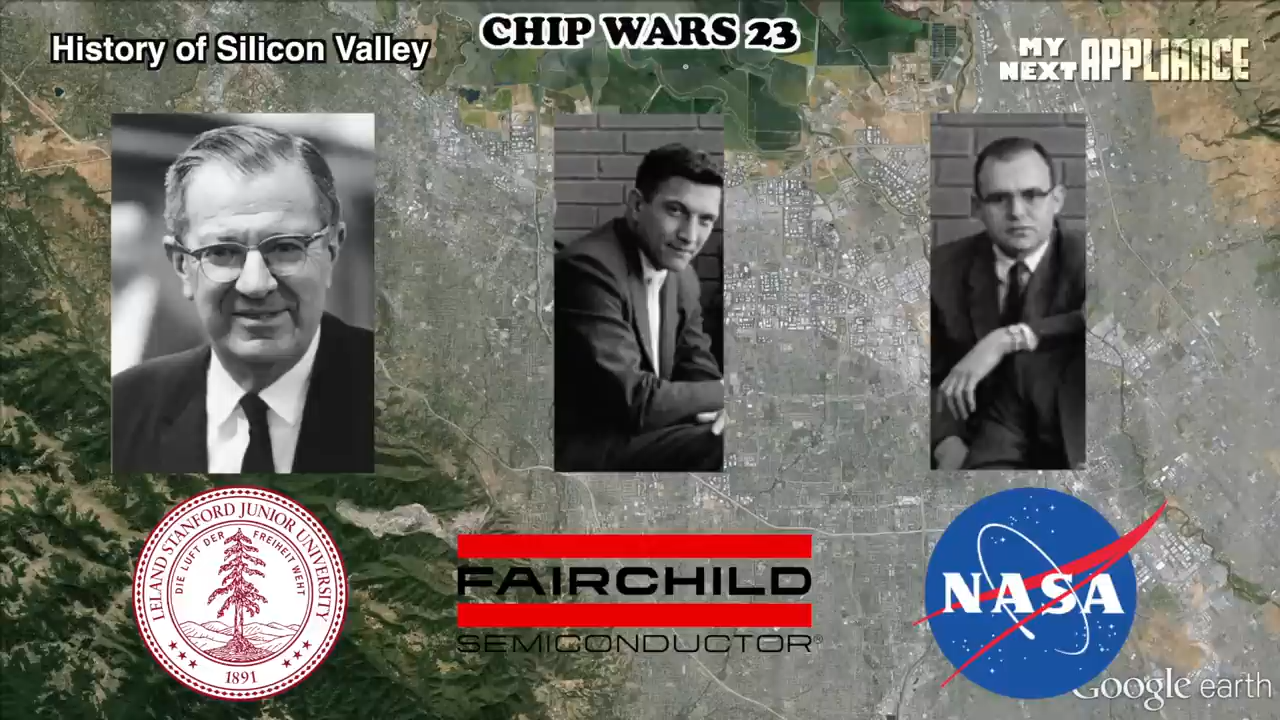 CHIP WARS 23
History of Silicon Valley
MY
NEXT APPLIANCE
LELAND STANFORD JUNIOR UNIVERSITY
DIE LUFT DER FREIHEIT WEHT
1891
FAIRCHILD
SEMICONDUCTOR®
NASA
Google earth